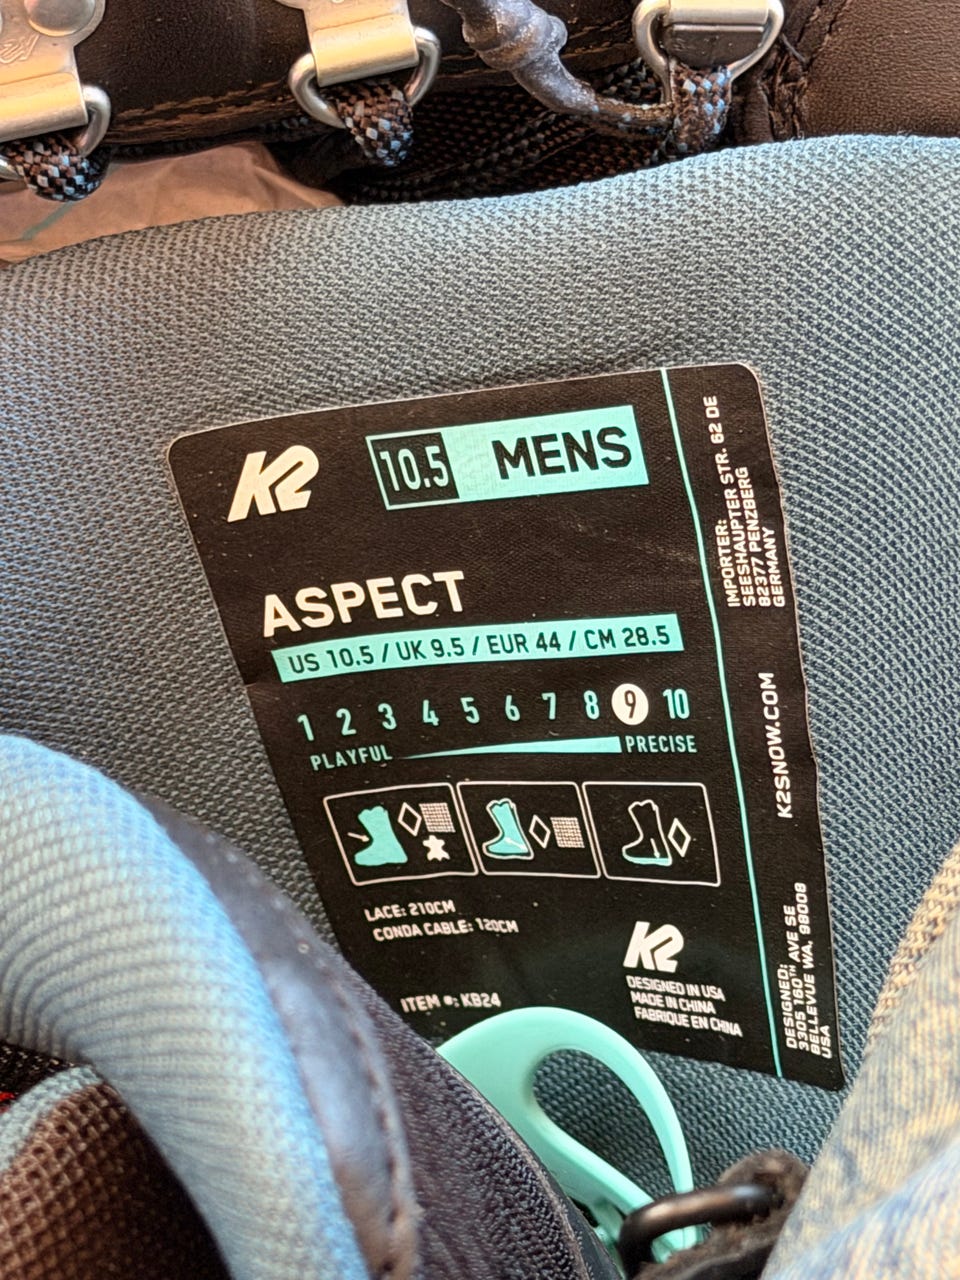 K2
10.5 MENS
ASPECT
US 10.5 / UK 9.5 / EUR 44 / CM 28.5
1 2 3 4 5 6 7 8 9 10
PLAYFUL PRECISE
LACE: 210CM
CONDA CABLE: 120CM
ITEM #: KB24
K2
DESIGNED IN USA
MADE IN CHINA
FABRIQUE EN CHINA
IMPORTER:
SEESHAUPTER STR. 62 DE
82377 PENZBERG
GERMANY
K2SNOW.COM
DESIGNED:
3305 160TH AVE SE
BELLEVUE WA, 98008
USA